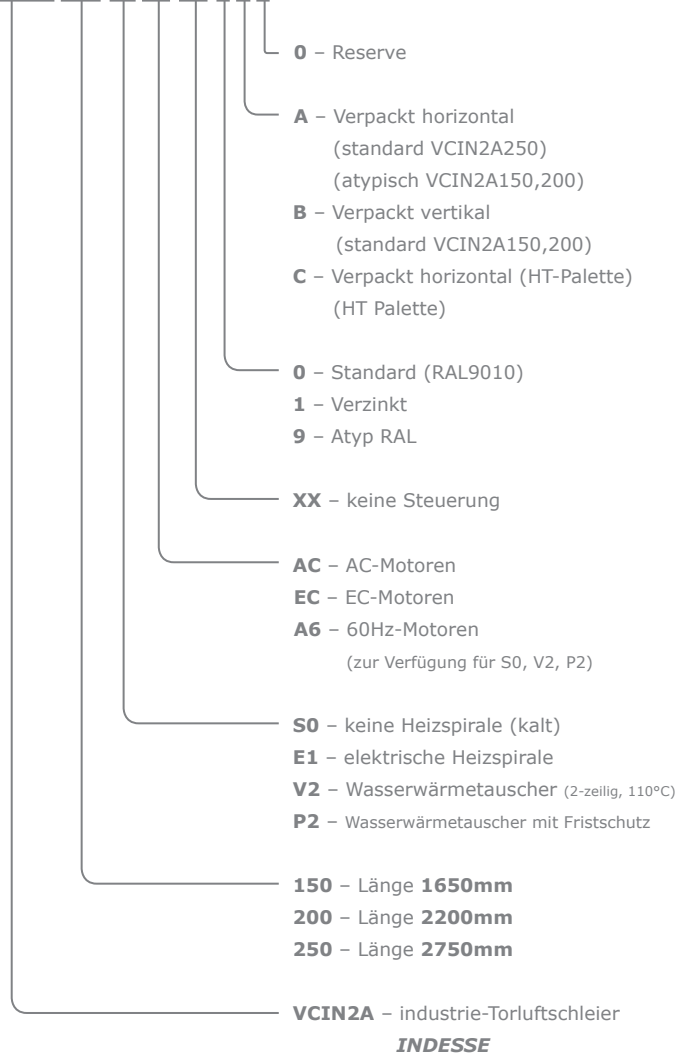 0 – Reserve
A – Verpackt horizontal
(standard VCIN2A250)
(atypisch VCIN2A150,200)
B – Verpackt vertikal
(standard VCIN2A150,200)
C – Verpackt horizontal (HT-Palette)
(HT Palette)
0 – Standard (RAL9010)
1 – Verzinkt
9 – Atyp RAL
XX – keine Steuerung
AC – AC-Motoren
EC – EC-Motoren
A6 – 60Hz-Motoren
(zur Verfügung für S0, V2, P2)
S0 – keine Heizspirale (kalt)
E1 – elektrische Heizspirale
V2 – Wasserwärmetauscher (2-zeilig, 110°C)
P2 – Wasserwärmetauscher mit Fristschutz
150 – Länge 1650mm
200 – Länge 2200mm
250 – Länge 2750mm
VCIN2A – industrie-Torluftschleier
INDESSE